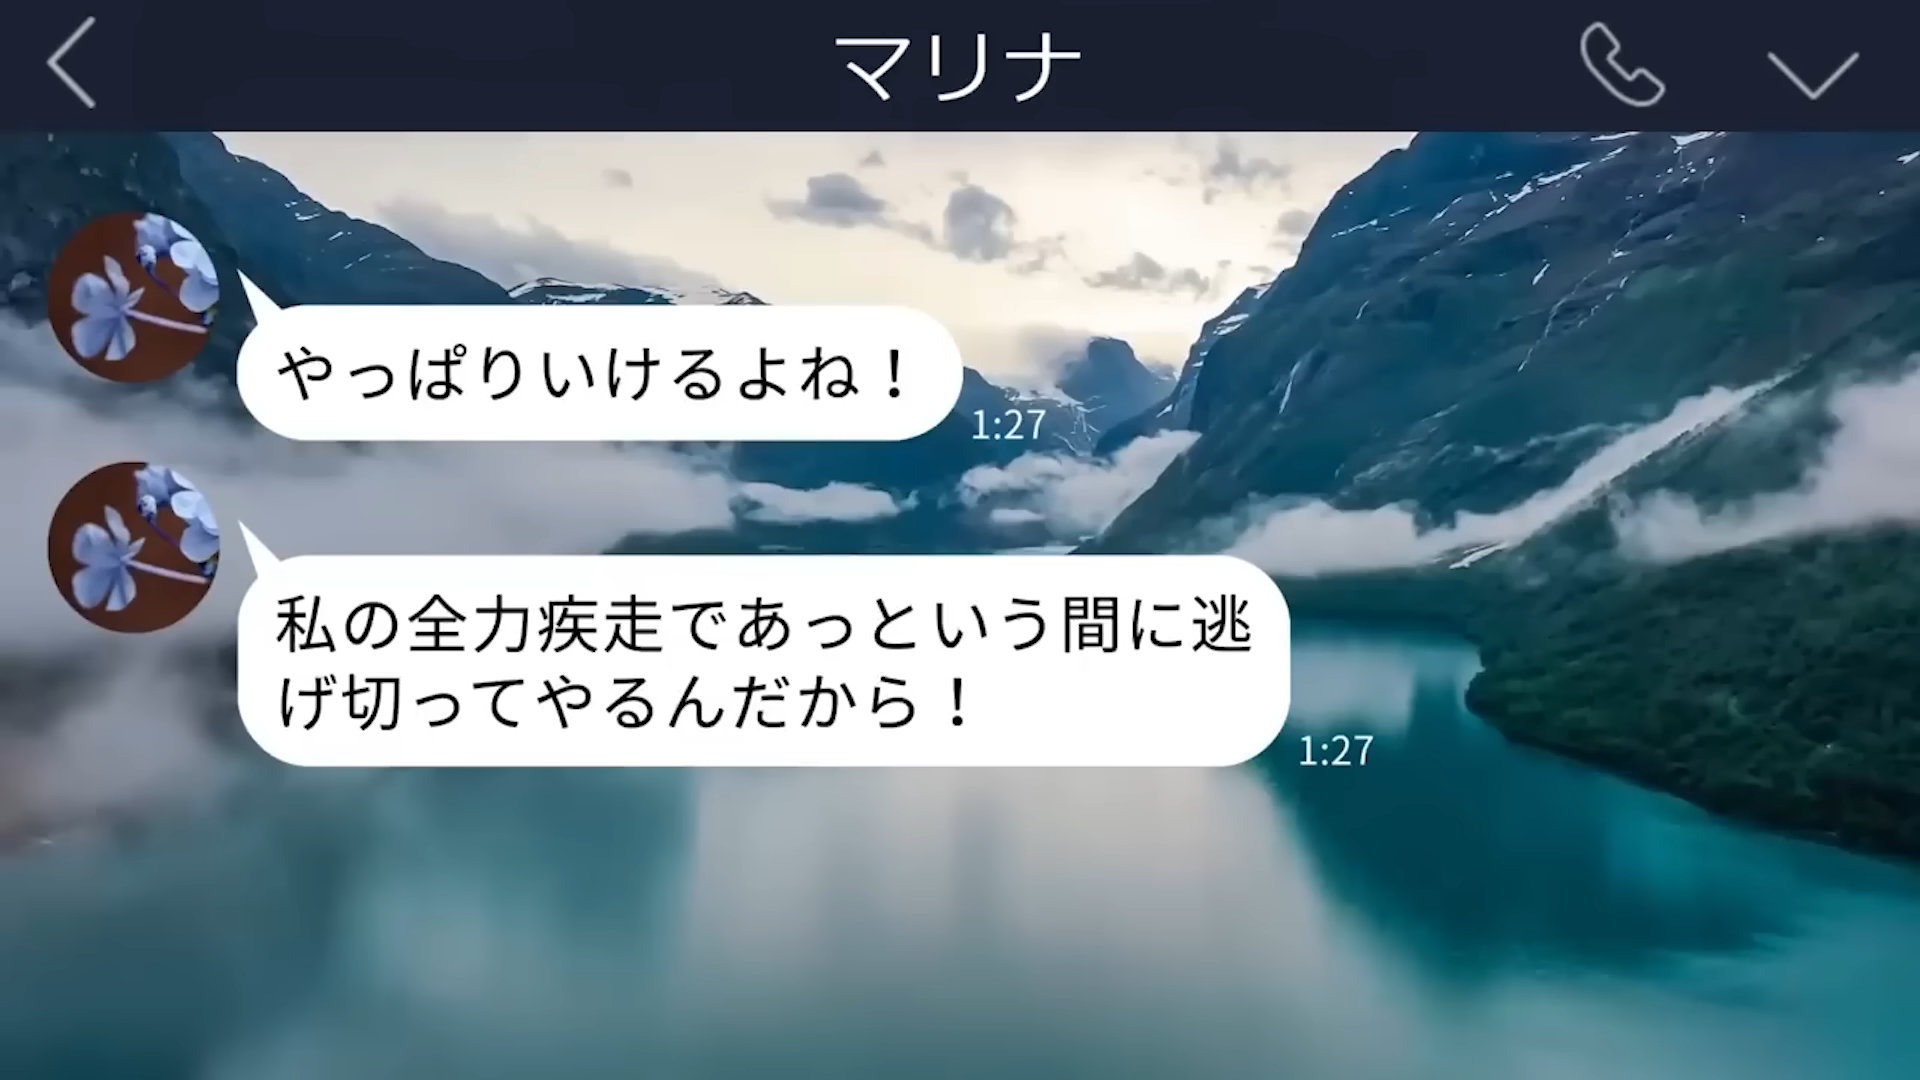 マリナ
やっぱりいけるよね！
1:27
私の全力疾走であっという間に逃
げ切ってやるんだから！
1:27